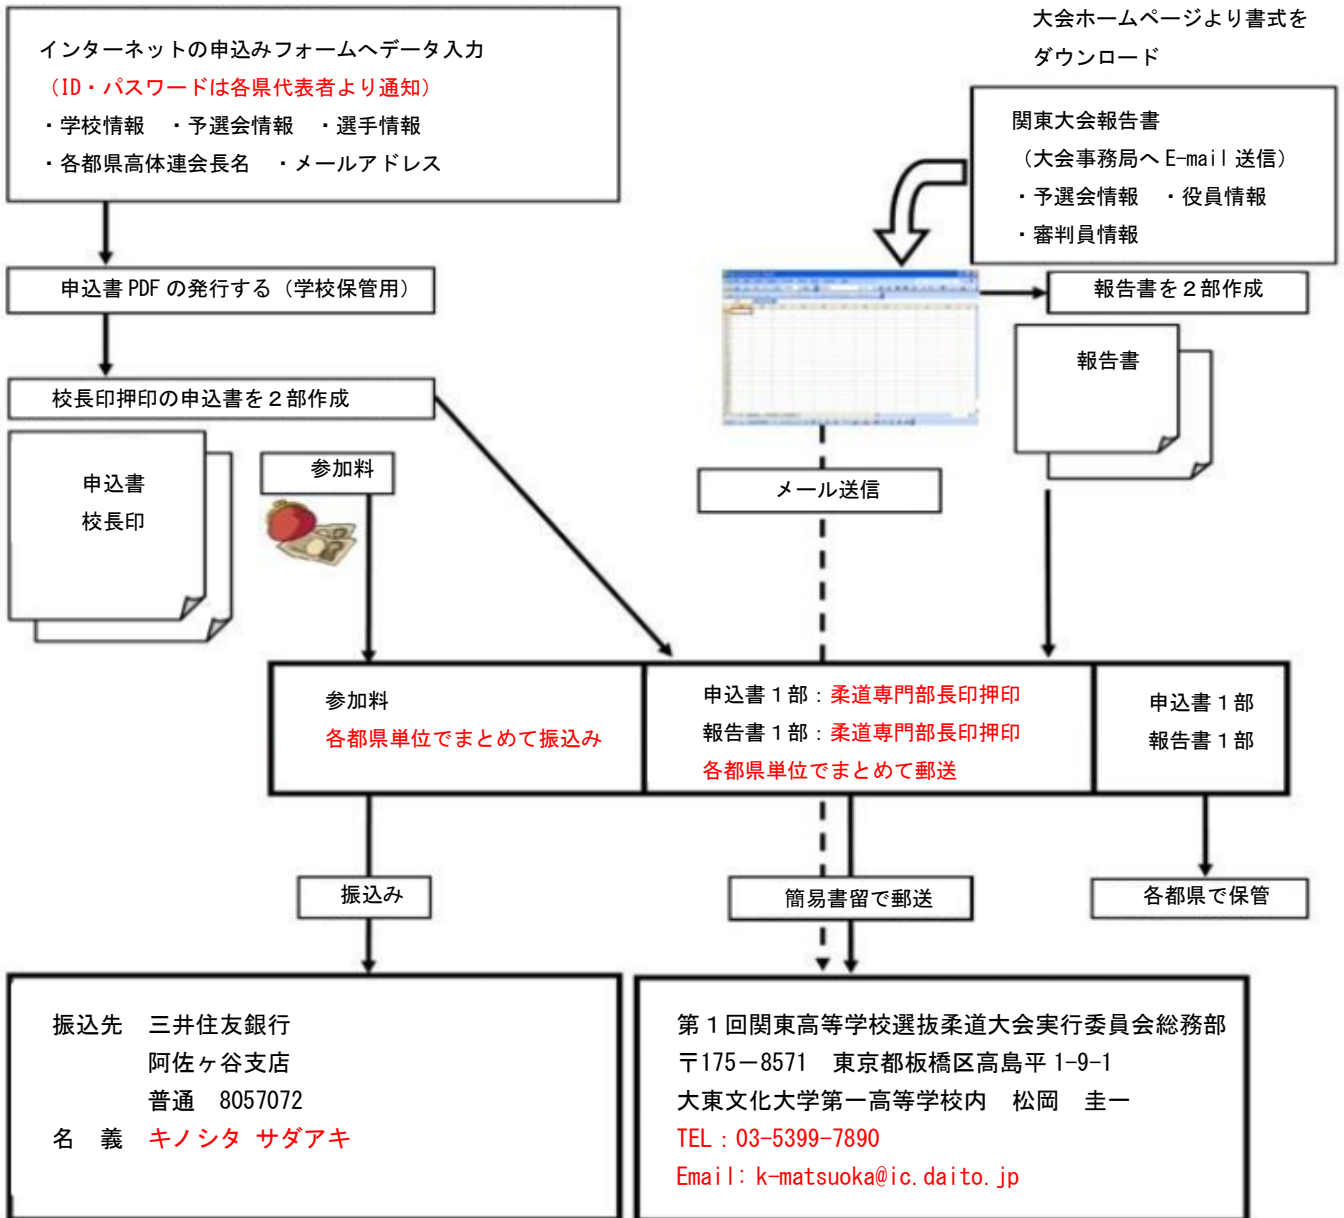 大会ホームページより書式を
ダウンロード
インターネットの申込みフォームへデータ入力
（ID・パスワードは各県代表者より通知）
・学校情報　・予選会情報　・選手情報
・各都県高体連会長名　・メールアドレス
関東大会報告書
（大会事務局へ E-mail 送信）
・予選会情報　・役員情報
・審判員情報
申込書 PDF の発行する（学校保管用）
報告書を２部作成
報告書
校長印押印の申込書を２部作成
申込書
校長印
参加料
メール送信
参加料
各都県単位でまとめて振込み
申込書１部：柔道専門部長印押印
報告書１部：柔道専門部長印押印
各都県単位でまとめて郵送
申込書１部
報告書１部
振込み
簡易書留で郵送
各都県で保管
振込先　三井住友銀行
阿佐ヶ谷支店
普通　8057072
名　義　キノシタ サダアキ
第１回関東高等学校選抜柔道大会実行委員会総務部
〒175－8571　東京都板橋区高島平 1-9-1
大東文化大学第一高等学校内　松岡　圭一
TEL：03-5399-7890
Email: k-matsuoka@ic.daito.jp